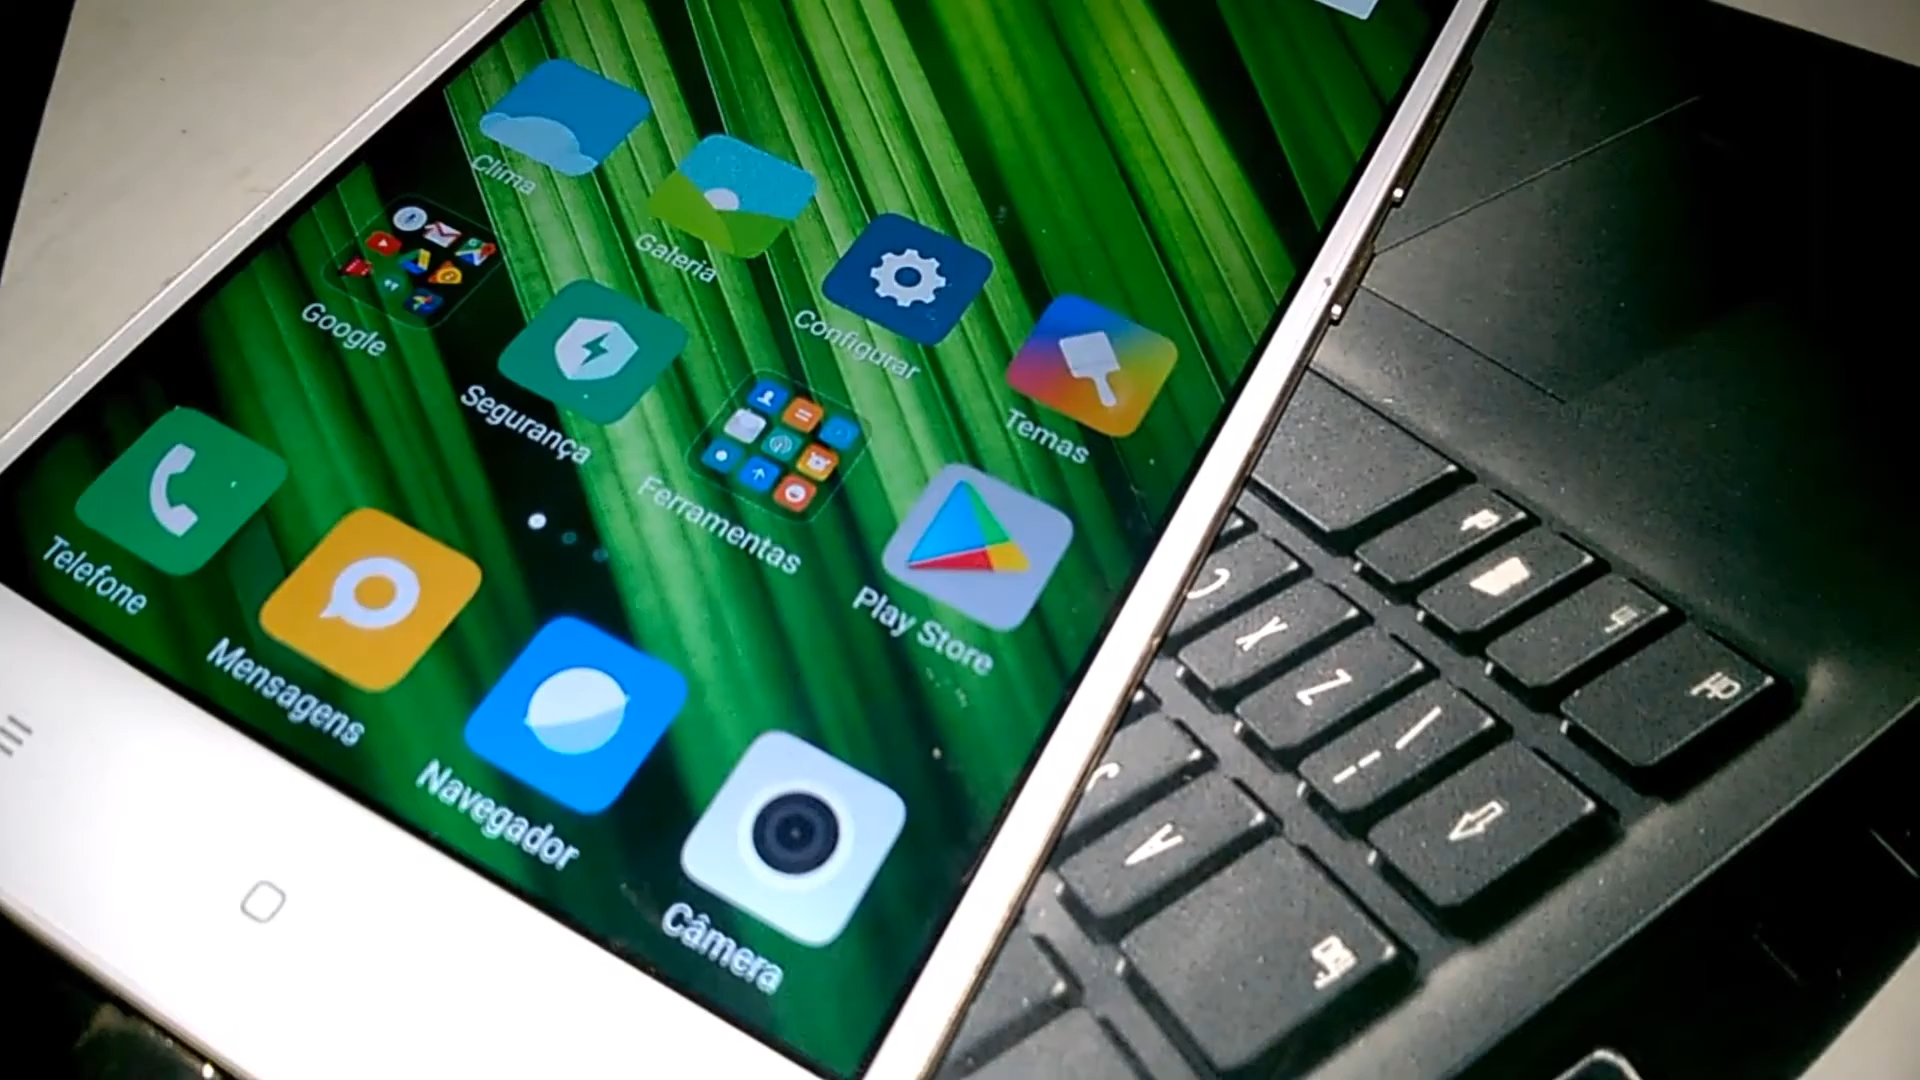 Clima
Galeria
Configurar
Temas
Google
Segurança
Ferramentas
Play Store
Telefone
Mensagens
Navegador
Câmera
X
Z
\
A